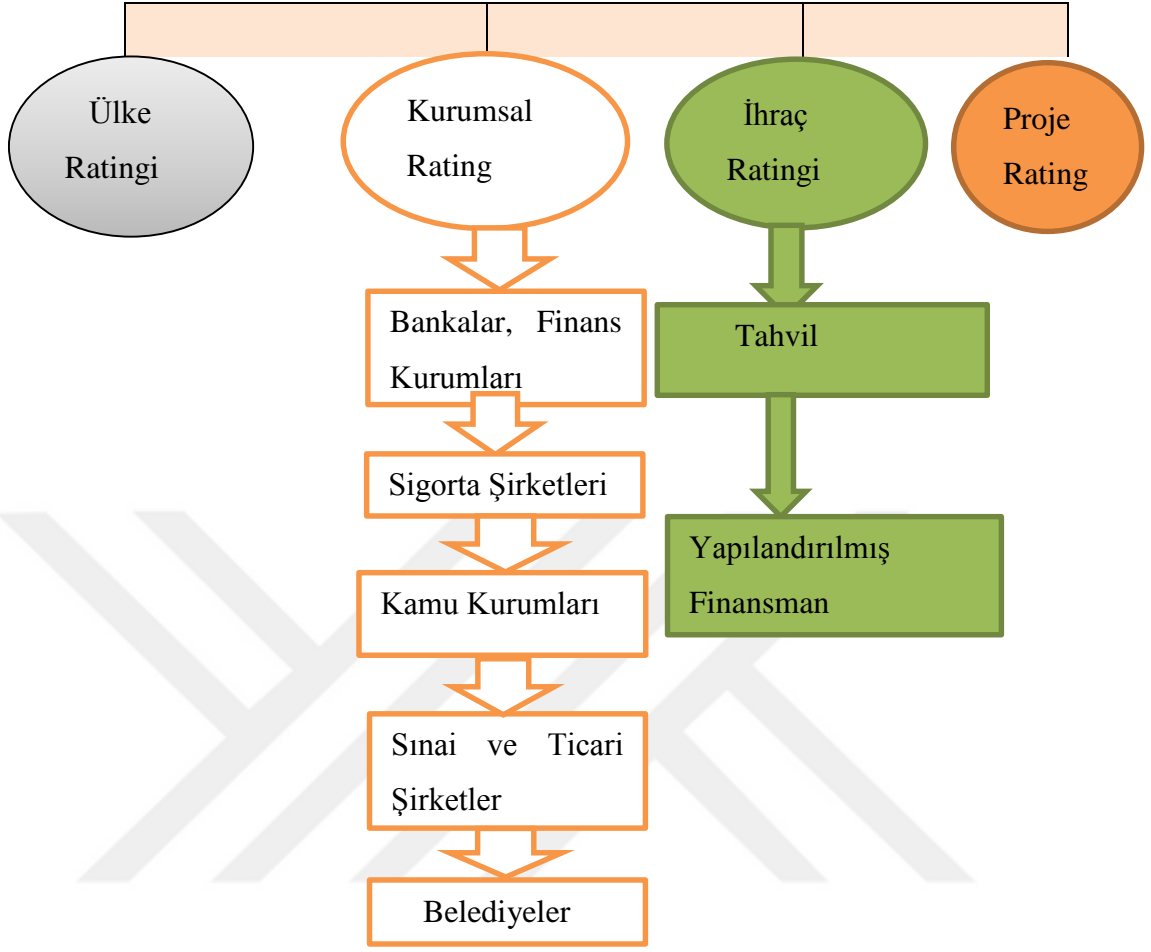 Ülke
Ratingi
Kurumsal
Rating
İhraç
Ratingi
Proje
Rating
Bankalar, Finans
Kurumları
Sigorta Şirketleri
Kamu Kurumları
Sınai ve Ticari
Şirketler
Belediyeler
Tahvil
Yapılandırılmış
Finansman